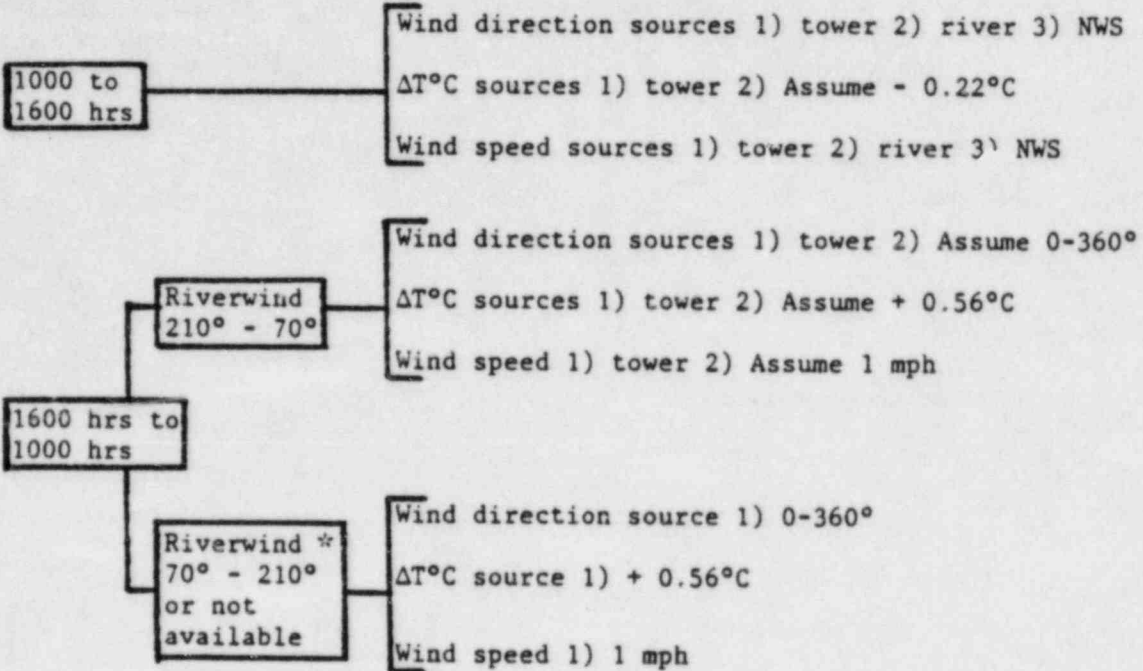 1000 to
1600 hrs
Wind direction sources 1) tower 2) river 3) NWS
ΔT°C sources 1) tower 2) Assume - 0.22°C
Wind speed sources 1) tower 2) river 3) NWS
1600 hrs to
1000 hrs
Riverwind
210° - 70°
Wind direction sources 1) tower 2) Assume 0-360°
ΔT°C sources 1) tower 2) Assume + 0.56°C
Wind speed 1) tower 2) Assume 1 mph
Riverwind *
70° - 210°
or not
available
Wind direction source 1) 0-360°
ΔT°C source 1) + 0.56°C
Wind speed 1) 1 mph